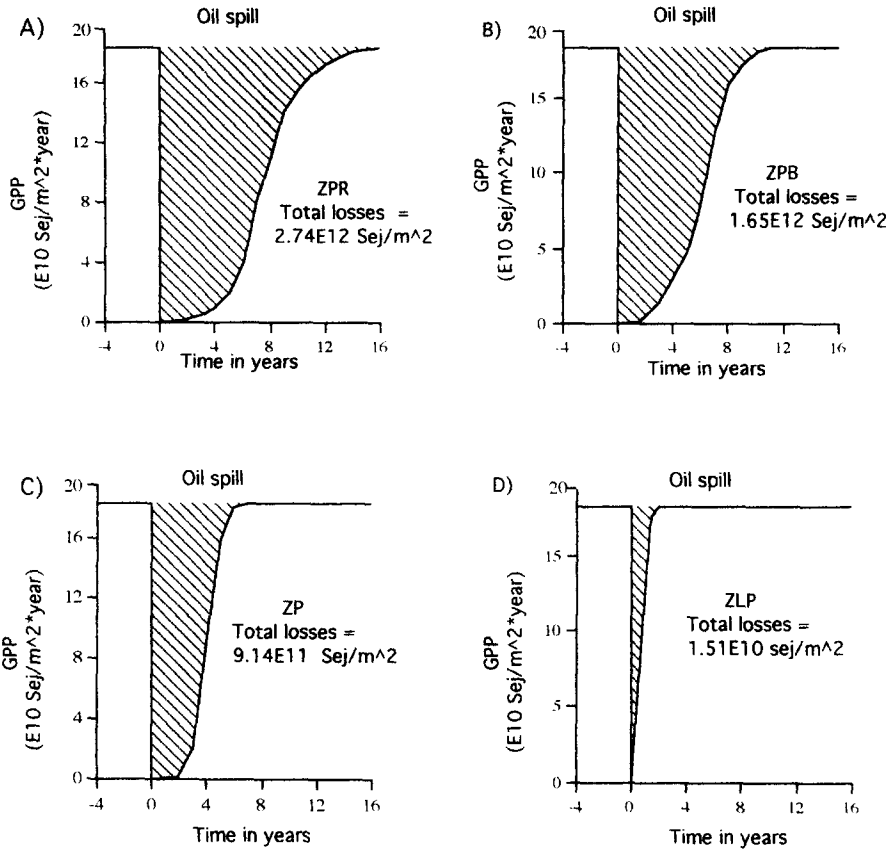 A)
Oil spill
20
16
12
8
4
0
GPP
(E10 Sej/m^2*year)
ZPR
Total losses =
2.74E12 Sej/m^2
-4 0 4 8 12 16
Time in years
B)
Oil spill
20
15
10
5
0
GPP
(E10 Sej/m^2*year)
ZPB
Total losses =
1.65E12 Sej/m^2
-4 0 4 8 12 16
Time in years
C)
Oil spill
20
16
12
8
4
0
GPP
(E10 Sej/m^2*year)
ZP
Total losses =
9.14E11 Sej/m^2
-4 0 4 8 12 16
Time in years
D)
Oil spill
20
15
10
5
0
GPP
(E10 Sej/m^2*year)
ZLP
Total losses =
1.51E10 sej/m^2
-4 0 4 8 12 16
Time in years